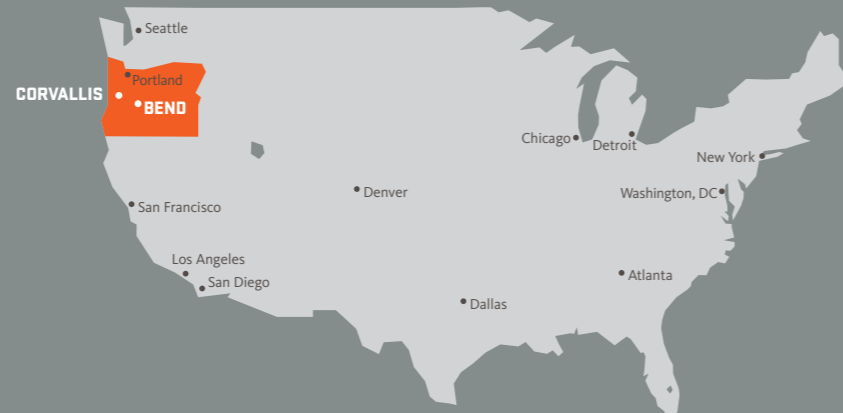 Seattle
Portland
CORVALLIS
BEND
Chicago
Detroit
New York
Denver
Washington, DC
San Francisco
Los Angeles
San Diego
Atlanta
Dallas